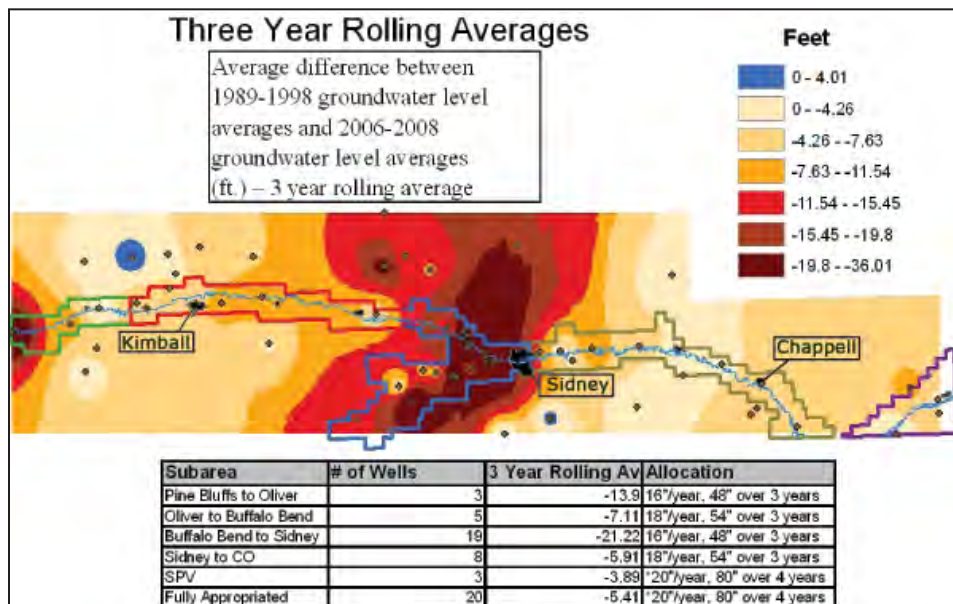 Three Year Rolling Averages
Average difference between
1989-1998 groundwater level
averages and 2006-2008
groundwater level averages
(ft.) – 3 year rolling average
Feet
0 - 4.01
0 - -4.26
-4.26 - -7.63
-7.63 - -11.54
-11.54 - -15.45
-15.45 - -19.8
-19.8 - -36.01
Kimball
Sidney
Chappell
Subarea # of Wells 3 Year Rolling Av Allocation
Pine Bluffs to Oliver 3 -13.9 16"/year, 48" over 3 years
Oliver to Buffalo Bend 5 -7.11 18"/year, 54" over 3 years
Buffalo Bend to Sidney 19 -21.22 16"/year, 48" over 3 years
Sidney to CO 8 -5.91 18"/year, 54" over 3 years
SPV 3 -3.89 *20"/year, 80" over 4 years
Fully Appropriated 20 -5.41 *20"/year, 80" over 4 years